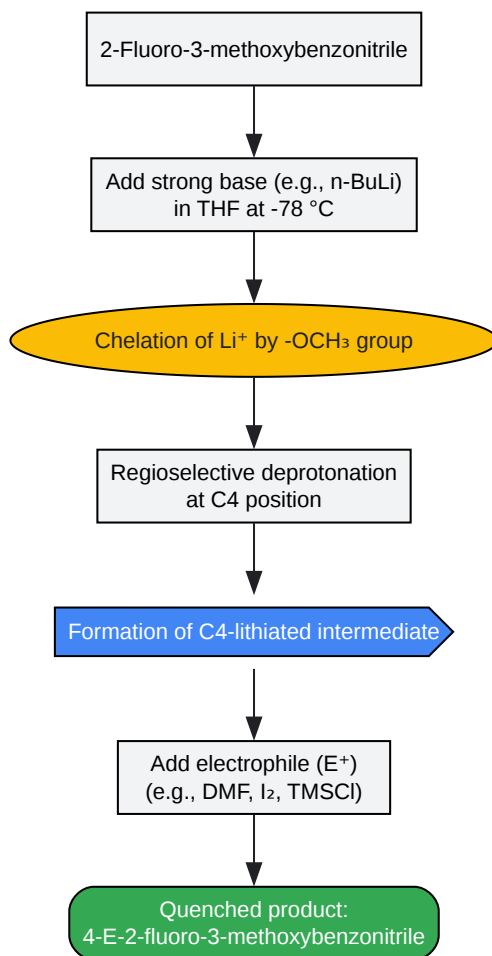 2-Fluoro-3-methoxybenzonitrile
Add strong base (e.g., n-BuLi)
in THF at -78 °C
Chelation of Li⁺ by -OCH₃ group
Regioselective deprotonation
at C4 position
Formation of C4-lithiated intermediate
Add electrophile (E⁺)
(e.g., DMF, I₂, TMSCl)
Quenched product:
4-E-2-fluoro-3-methoxybenzonitrile